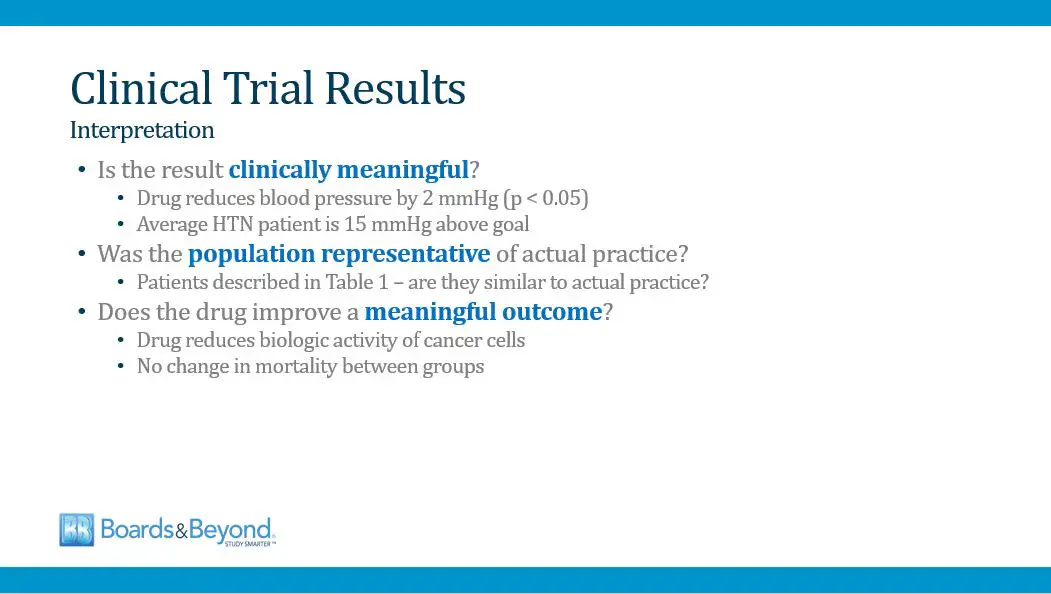 Clinical Trial Results
Interpretation
• Is the result clinically meaningful?
• Drug reduces blood pressure by 2 mmHg (p < 0.05)
• Average HTN patient is 15 mmHg above goal
• Was the population representative of actual practice?
• Patients described in Table 1 – are they similar to actual practice?
• Does the drug improve a meaningful outcome?
• Drug reduces biologic activity of cancer cells
• No change in mortality between groups
BB Boards&Beyond.
STUDY SMARTER™